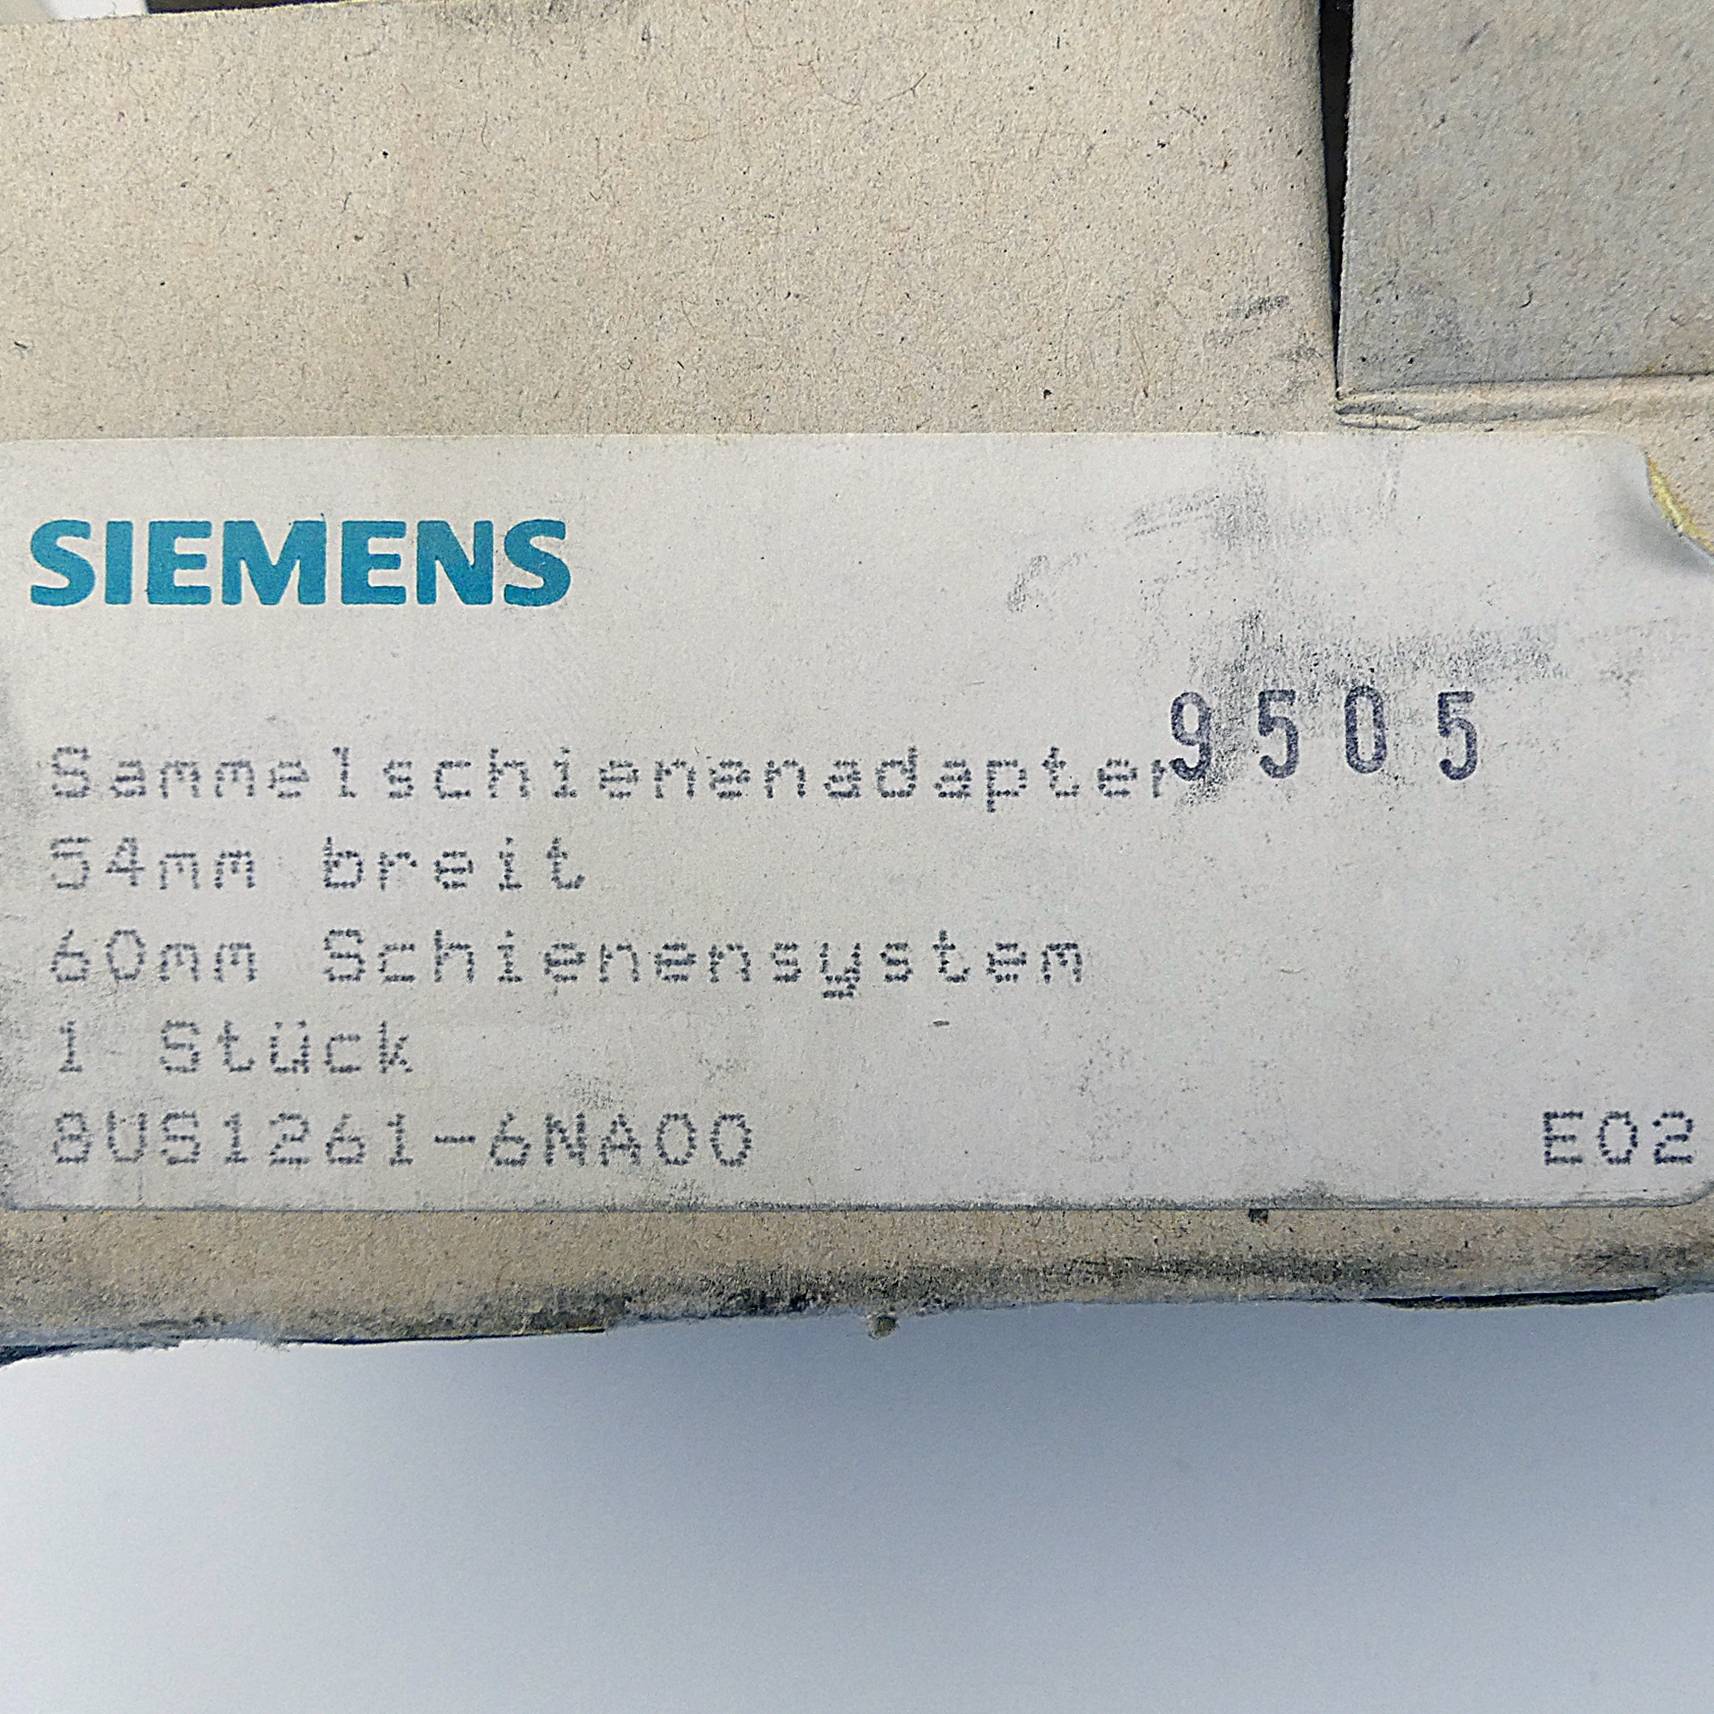 SIEMENS
9505
Sammelschienenadapter
54mm breit
60mm Schienensystem
1 Stück
8US1261-6NA00 E02